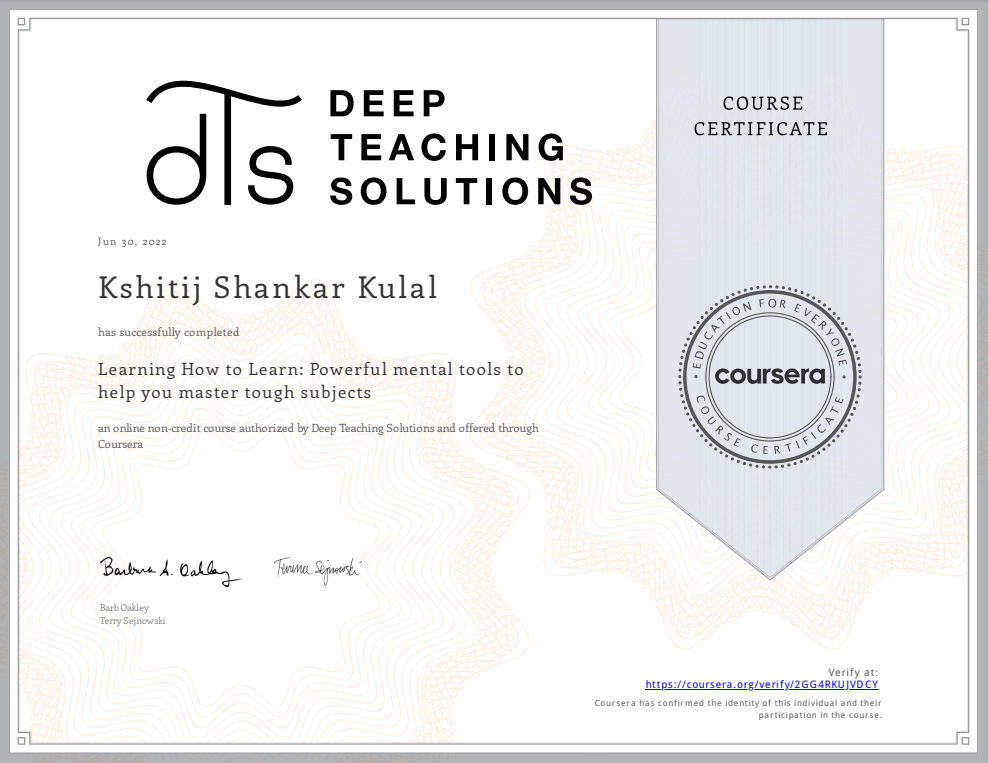 dTs
DEEP
TEACHING
SOLUTIONS
COURSE
CERTIFICATE
Jun 30, 2022
Kshitij Shankar Kulal
has successfully completed
Learning How to Learn: Powerful mental tools to
help you master tough subjects
an online non-credit course authorized by Deep Teaching Solutions and offered through
Coursera
EDUCATION FOR EVERYONE
coursera
COURSE CERTIFICATE
Barbara A. Oakley
Terrence Sejnowski
Barb Oakley
Terry Sejnowski
Verify at:
https://coursera.org/verify/2GG4RKUJVDCY
Coursera has confirmed the identity of this individual and their
participation in the course.